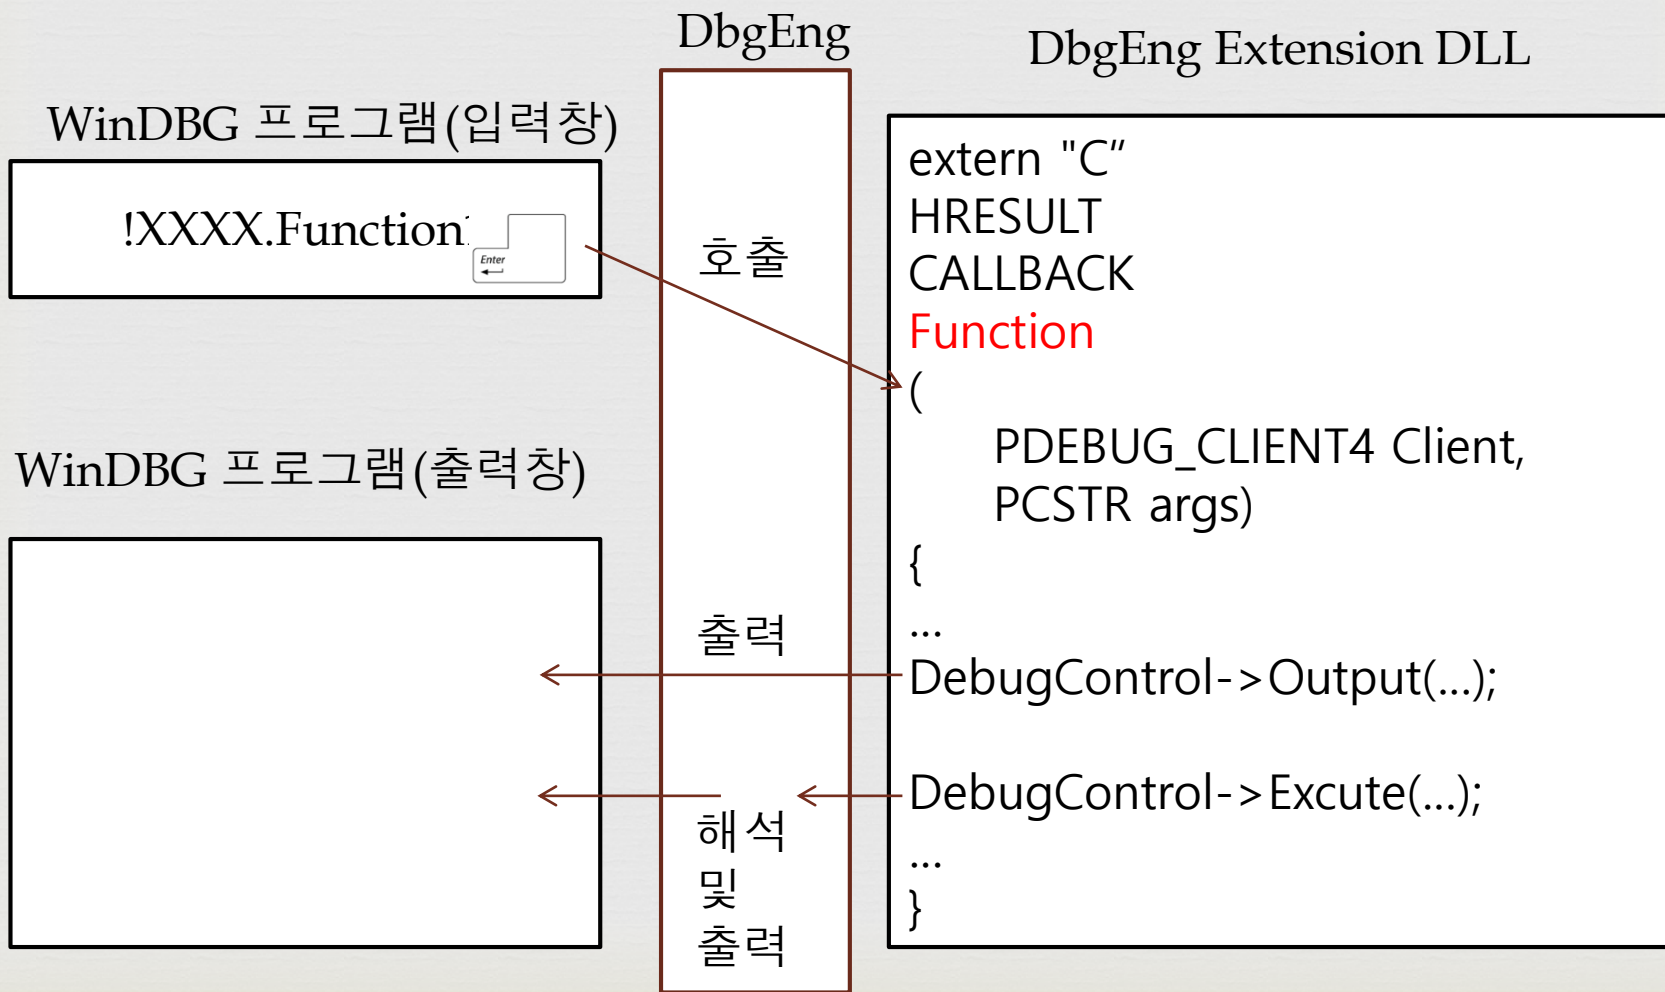 DbgEng
DbgEng Extension DLL
WinDBG 프로그램(입력창)
!XXXX.Function
Enter
호출
extern "C"
HRESULT
CALLBACK
Function
(
PDEBUG_CLIENT4 Client,
PCSTR args)
{
...
DebugControl->Output(...);
DebugControl->Excute(...);
...
}
WinDBG 프로그램(출력창)
출력
해석
및
출력